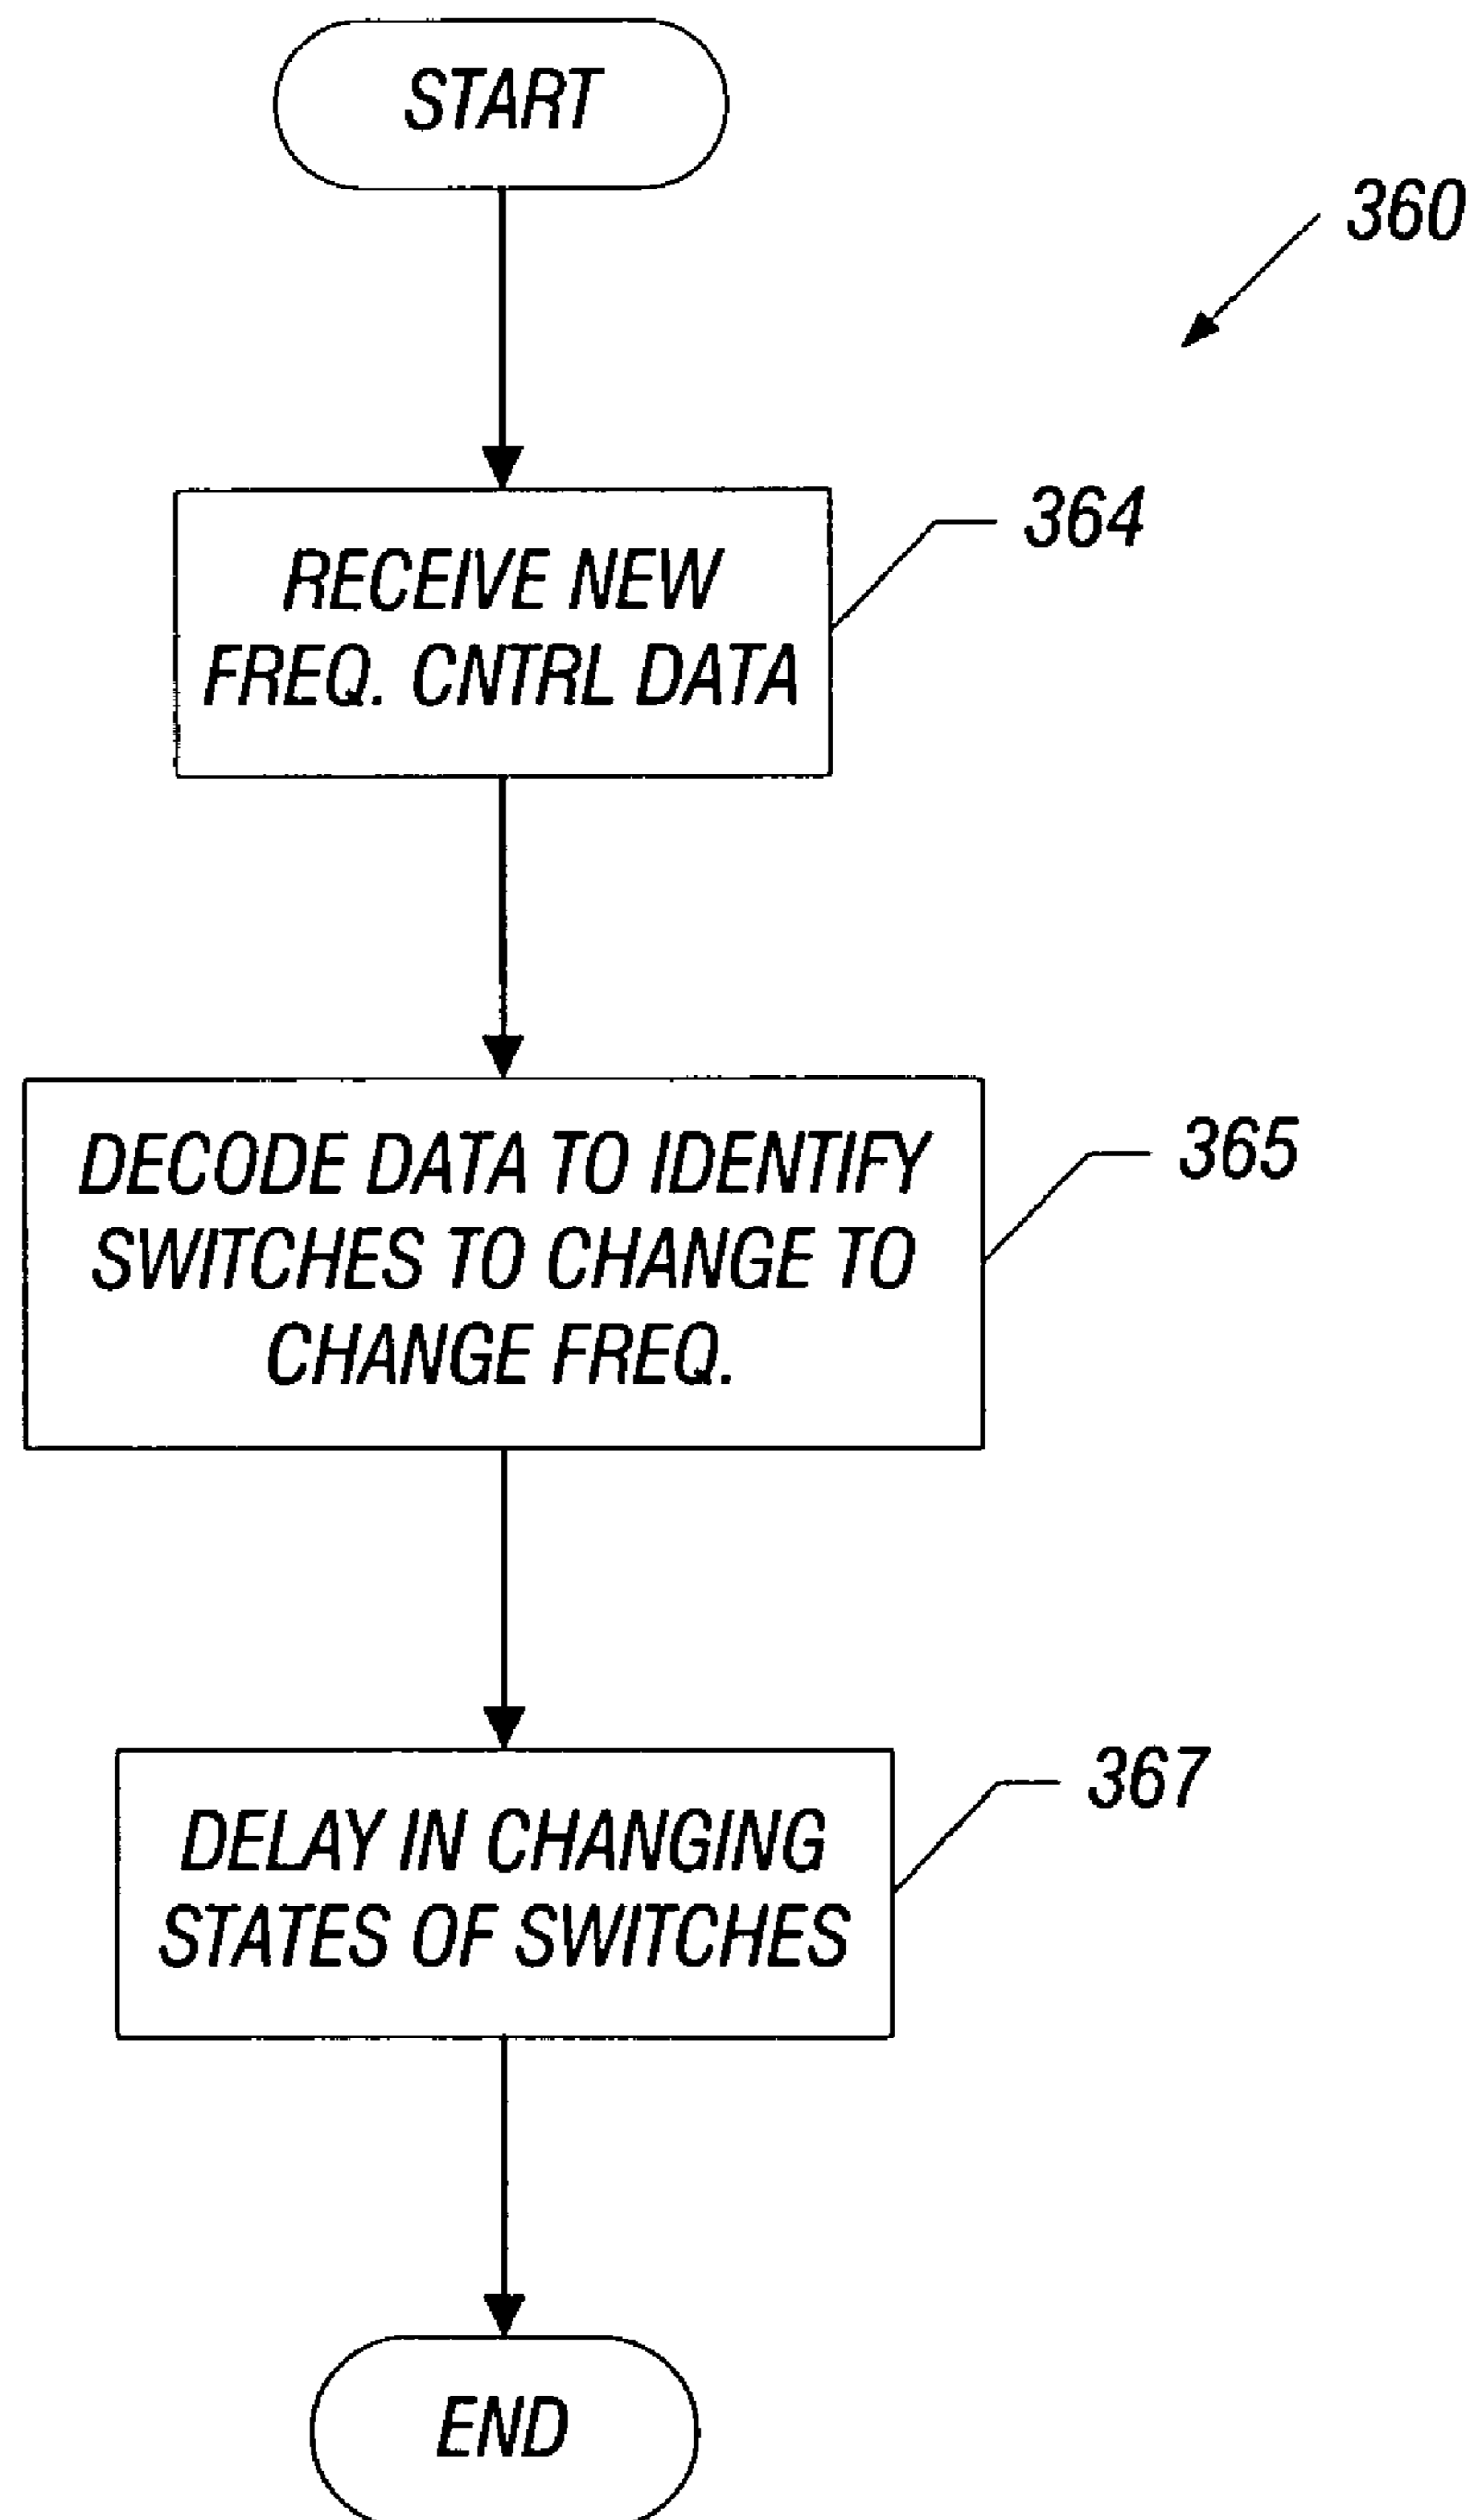 START
360
RECEIVE NEW
FREQ. CNTRL DATA
364
DECODE DATA TO IDENTIFY
SWITCHES TO CHANGE TO
CHANGE FREQ.
365
DELAY IN CHANGING
STATES OF SWITCHES
367
END